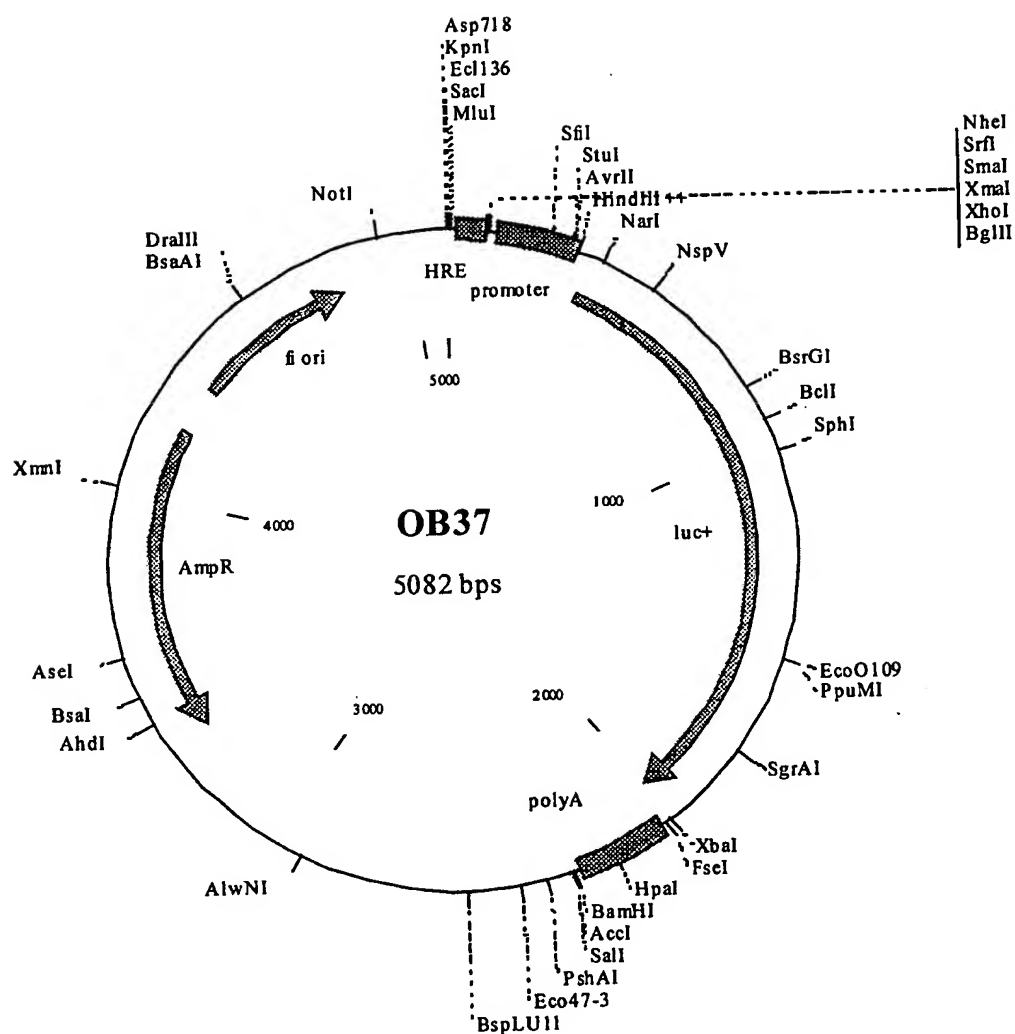 Asp718
KpnI
Ecl136
SacI
MluI
SfiI
StuI
AvrII
HindIII ++
NarI
NspV
NheI
SrfI
SmaI
XmaI
XhoI
BglII
NotI
DraIII
BsaAI
HRE
promoter
fi ori
5000
BsrGI
BclI
SphI
XmnI
4000
OB37
1000
luc+
AmpR
5082 bps
AseI
BsaI
AhdI
3000
2000
EcoO109
PpuMI
SgrAI
polyA
XbaI
FseI
AlwNI
HpaI
BamHI
AccI
SalI
PshAI
Eco47-3
BspLU11